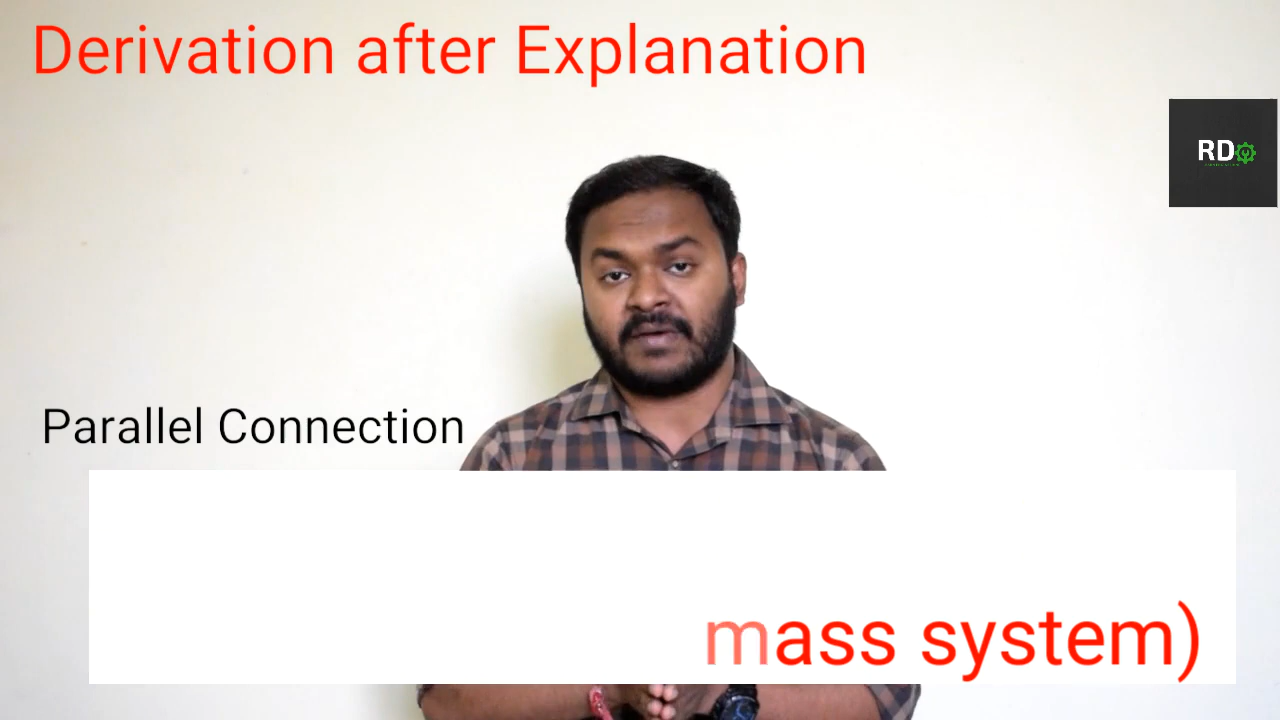 Derivation after Explanation
RD
Parallel Connection
mass system)